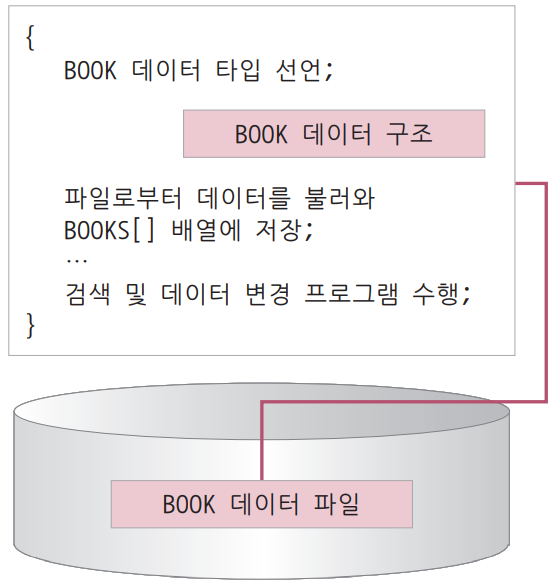 {
BOOK 데이터 타입 선언;
BOOK 데이터 구조
파일로부터 데이터를 불러와
BOOKS[] 배열에 저장;
…
검색 및 데이터 변경 프로그램 수행;
}
BOOK 데이터 파일